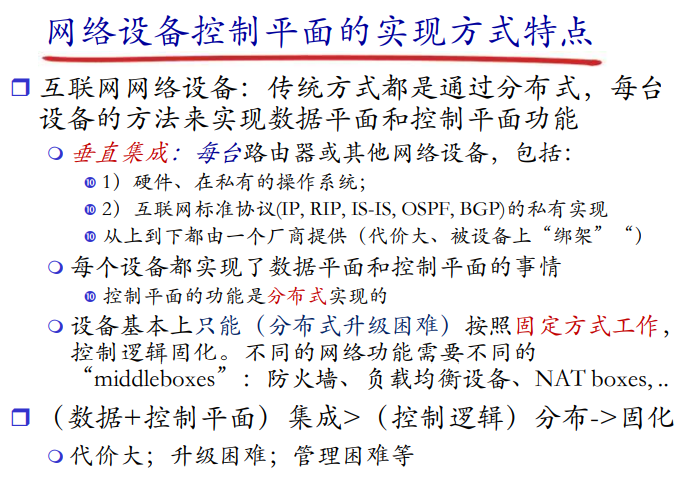 网络设备控制平面的实现方式特点
互联网网络设备：传统方式都是通过分布式，每台
设备的方法来实现数据平面和控制平面功能
垂直集成：每台路由器或其他网络设备，包括：
1）硬件、在私有的操作系统；
2）互联网标准协议(IP, RIP, IS-IS, OSPF, BGP)的私有实现
从上到下都由一个厂商提供（代价大、被设备上“绑架”“）
每个设备都实现了数据平面和控制平面的事情
控制平面的功能是分布式实现的
设备基本上只能（分布式升级困难）按照固定方式工作，
控制逻辑固化。不同的网络功能需要不同的
“middleboxes”：防火墙、负载均衡设备、NAT boxes, ..
（数据+控制平面）集成>（控制逻辑）分布->固化
代价大；升级困难；管理困难等